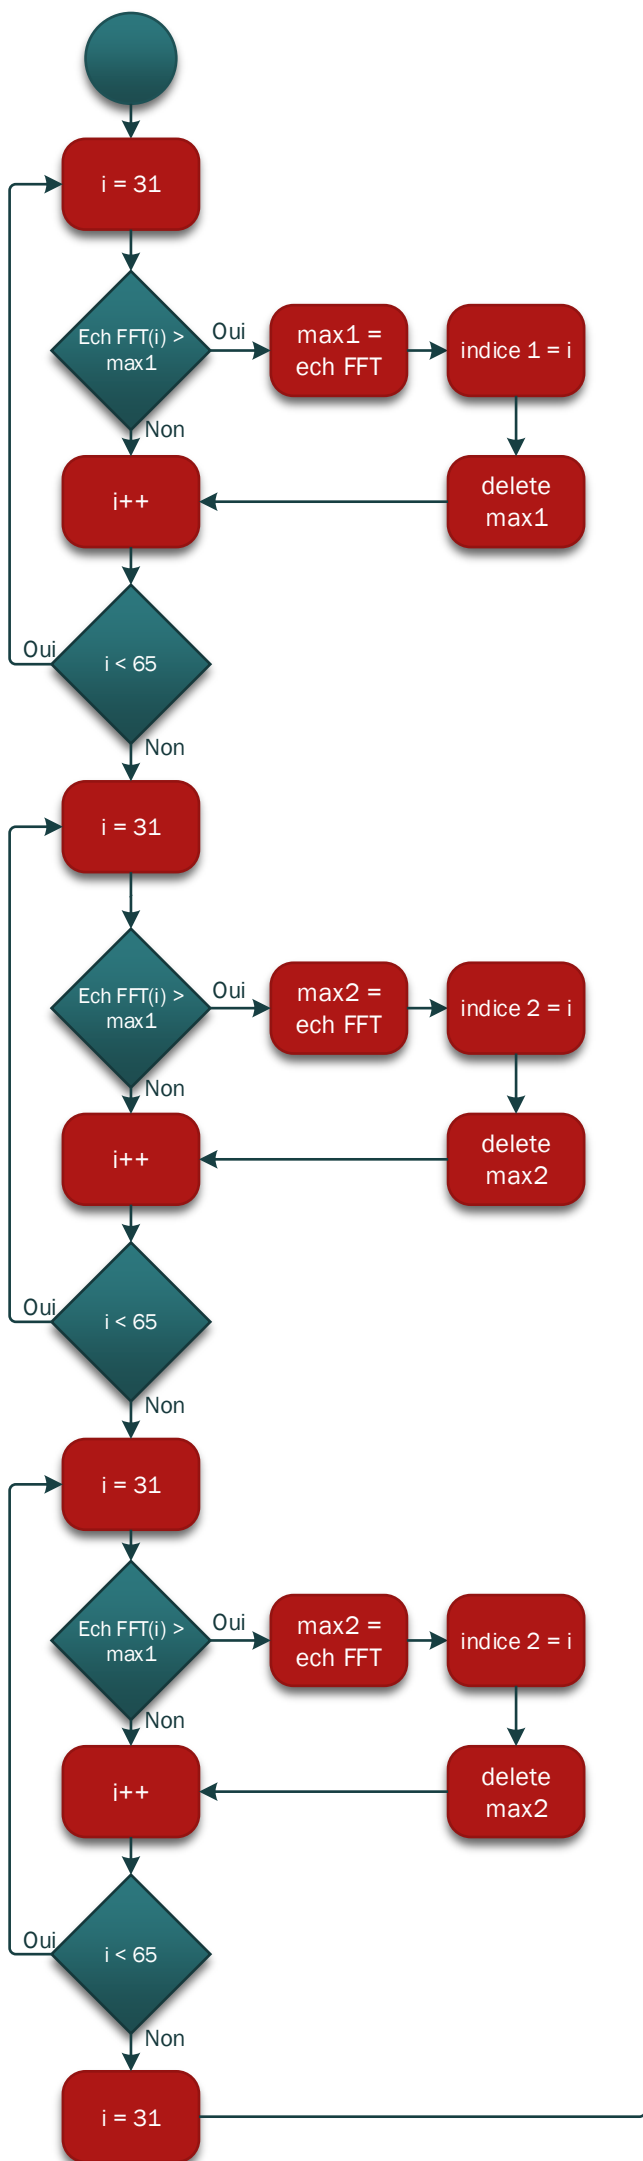 i = 31
Ech FFT(i) >
max1
Oui
max1 =
ech FFT
indice 1 = i
Non
i++
delete
max1
Oui
i < 65
Non
i = 31
Ech FFT(i) >
max1
Oui
max2 =
ech FFT
indice 2 = i
Non
i++
delete
max2
Oui
i < 65
Non
i = 31
Ech FFT(i) >
max1
Oui
max2 =
ech FFT
indice 2 = i
Non
i++
delete
max2
Oui
i < 65
Non
i = 31